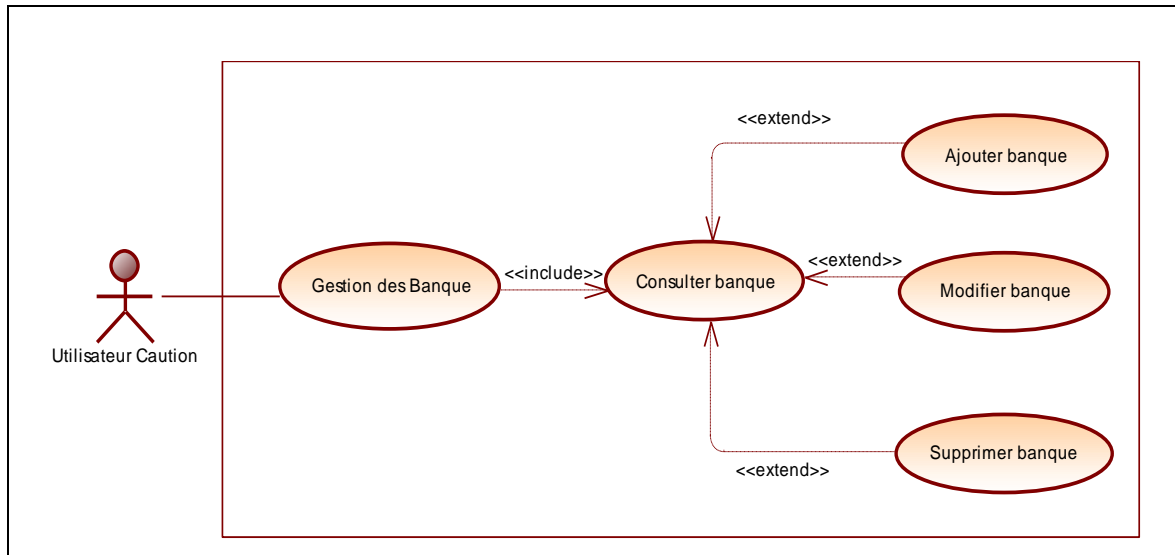 <<extend>>
Ajouter banque
<<include>>
<<extend>>
Gestion des Banque
Consulter banque
Modifier banque
Utilisateur Caution
Supprimer banque
<<extend>>